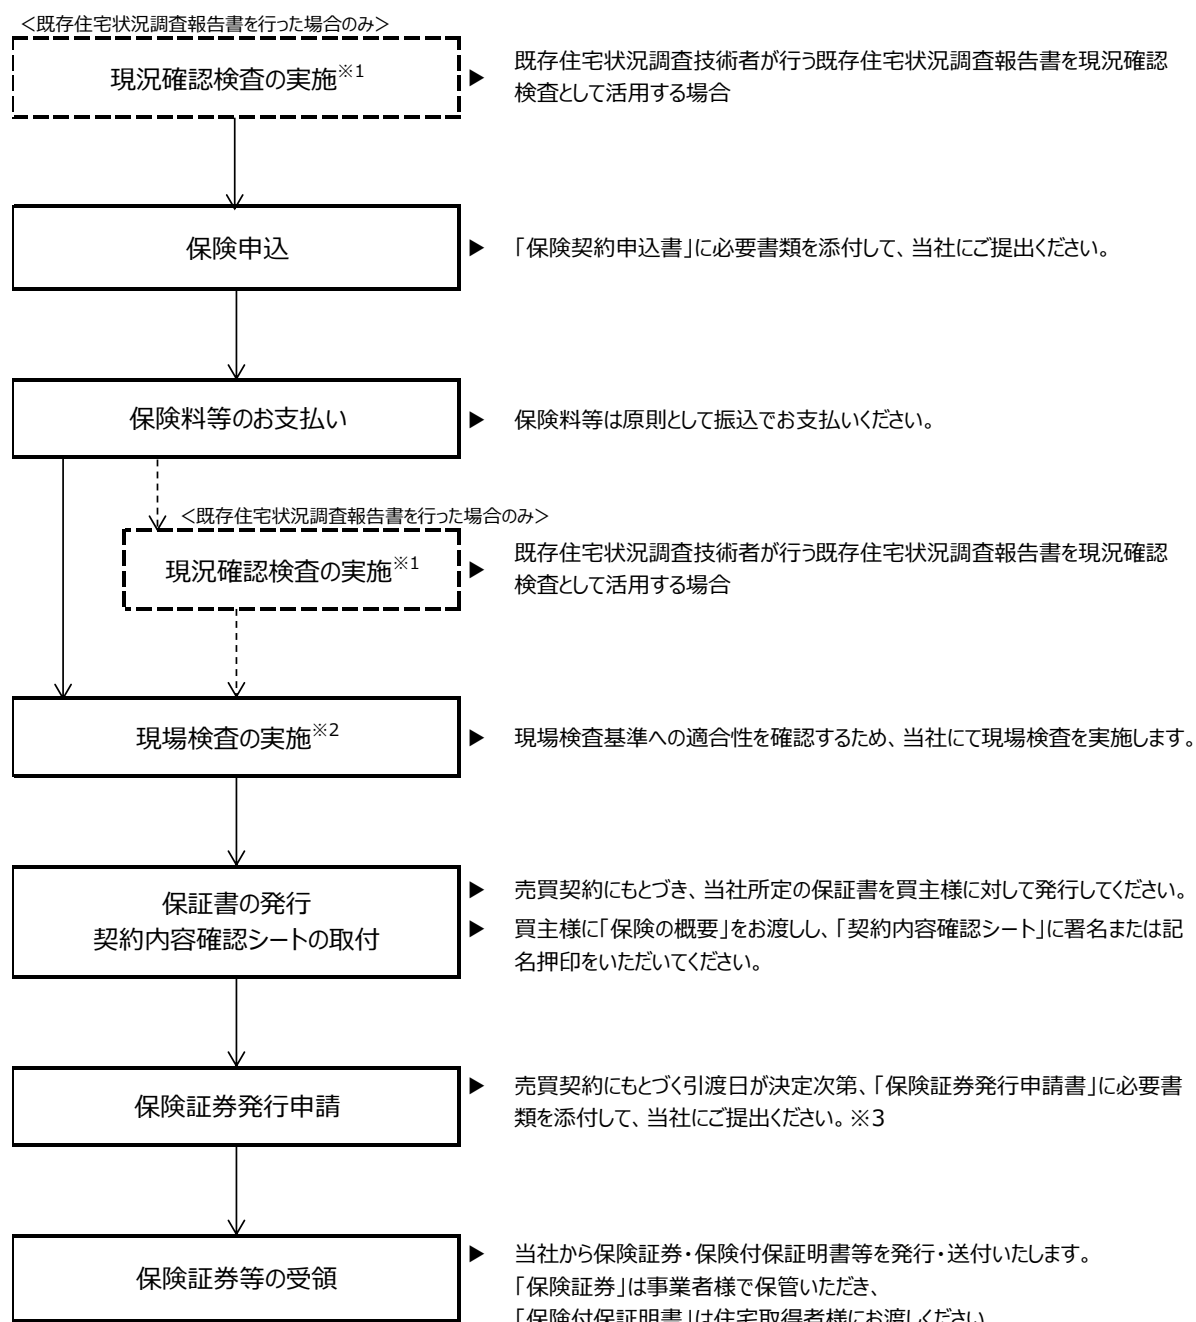 ＜既存住宅状況調査報告書を行った場合のみ＞
現況確認検査の実施※1
▶ 既存住宅状況調査技術者が行う既存住宅状況調査報告書を現況確認
検査として活用する場合
保険申込
▶ 「保険契約申込書」に必要書類を添付して、当社にご提出ください。
保険料等のお支払い
▶ 保険料等は原則として振込でお支払いください。
＜既存住宅状況調査報告書を行った場合のみ＞
現況確認検査の実施※1
▶ 既存住宅状況調査技術者が行う既存住宅状況調査報告書を現況確認
検査として活用する場合
現場検査の実施※2
▶ 現場検査基準への適合性を確認するため、当社にて現場検査を実施します。
保証書の発行
契約内容確認シートの取付
▶ 売買契約にもとづき、当社所定の保証書を買主様に対して発行してください。
▶ 買主様に「保険の概要」をお渡しし、「契約内容確認シート」に署名または記
名押印をいただいてください。
保険証券発行申請
▶ 売買契約にもとづく引渡日が決定次第、「保険証券発行申請書」に必要書
類を添付して、当社にご提出ください。※3
保険証券等の受領
▶ 当社から保険証券・保険付保証明書等を発行・送付いたします。
「保険証券」は事業者様で保管いただき、
「保険付保証明書」は住宅取得者様にお渡しください